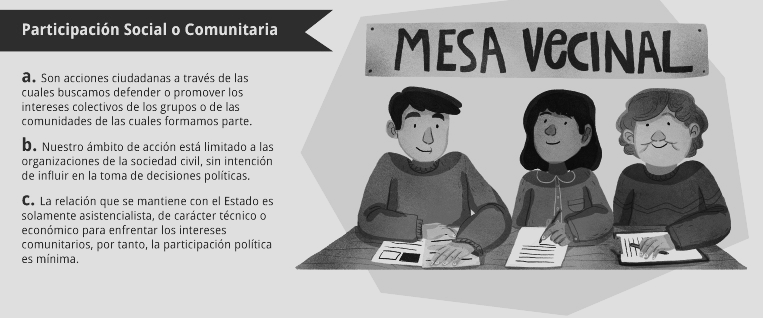 Participación Social o Comunitaria
MESA VECINAL
a. Son acciones ciudadanas a través de las
cuales buscamos defender o promover los
intereses colectivos de los grupos o de las
comunidades de las cuales formamos parte.
b. Nuestro ámbito de acción está limitado a las
organizaciones de la sociedad civil, sin intención
de influir en la toma de decisiones políticas.
c. La relación que se mantiene con el Estado es
solamente asistencialista, de carácter técnico o
económico para enfrentar los intereses
comunitarios, por tanto, la participación política
es mínima.